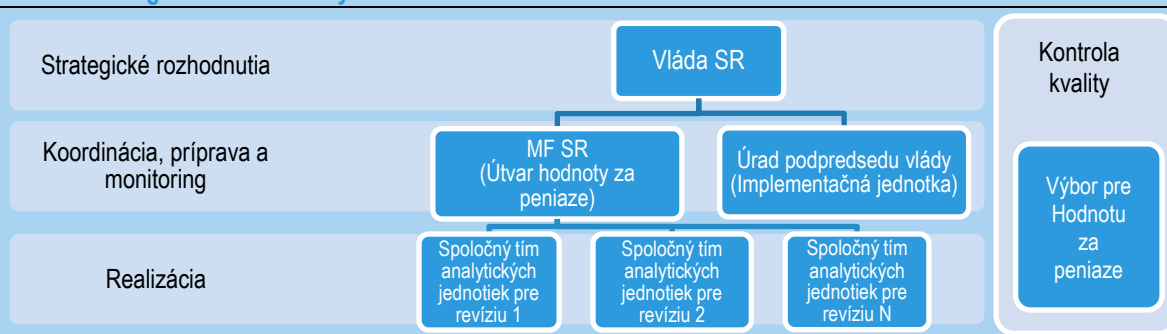 Strategické rozhodnutia
Vláda SR
Kontrola
kvality
Koordinácia, príprava a
monitoring
MF SR
(Útvar hodnoty za
peniaze)
Úrad podpredsedu vlády
(Implementačná jednotka)
Výbor pre
Hodnotu
za
peniaze
Realizácia
Spoločný tím
analytických
jednotiek pre
revíziu 1
Spoločný tím
analytických
jednotiek pre
revíziu 2
Spoločný tím
analytických
jednotiek pre
revíziu N